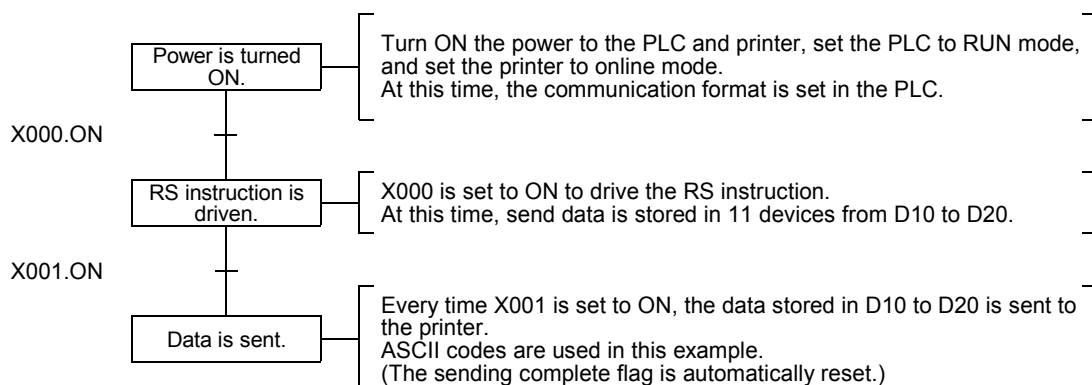 Power is turned
ON.
Turn ON the power to the PLC and printer, set the PLC to RUN mode,
and set the printer to online mode.
At this time, the communication format is set in the PLC.
X000.ON
RS instruction is
driven.
X000 is set to ON to drive the RS instruction.
At this time, send data is stored in 11 devices from D10 to D20.
X001.ON
Data is sent.
Every time X001 is set to ON, the data stored in D10 to D20 is sent to
the printer.
ASCII codes are used in this example.
(The sending complete flag is automatically reset.)